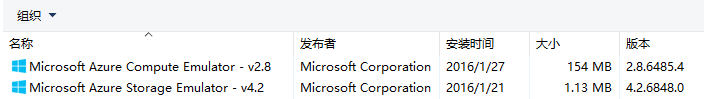 组织
名称 发布者 安装时间 大小 版本
Microsoft Azure Compute Emulator - v2.8 Microsoft Corporation 2016/1/27 154 MB 2.8.6485.4
Microsoft Azure Storage Emulator - v4.2 Microsoft Corporation 2016/1/21 1.13 MB 4.2.6848.0